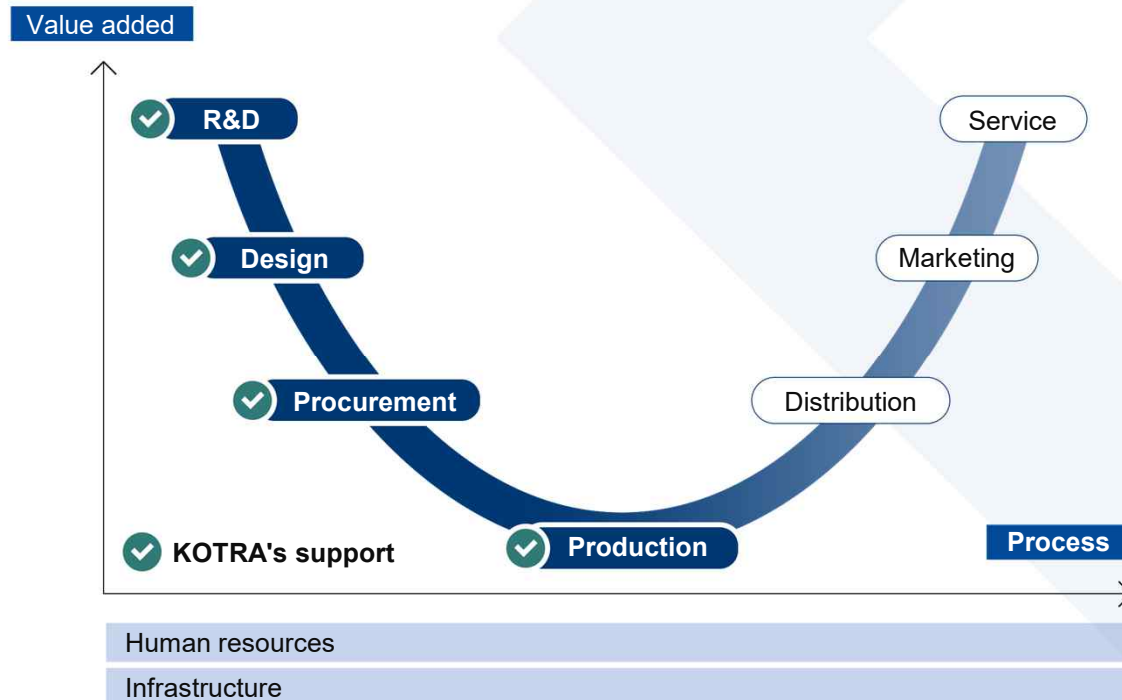 Value added
R&D
Service
Design
Marketing
Procurement
Distribution
KOTRA's support
Production
Process
Human resources
Infrastructure